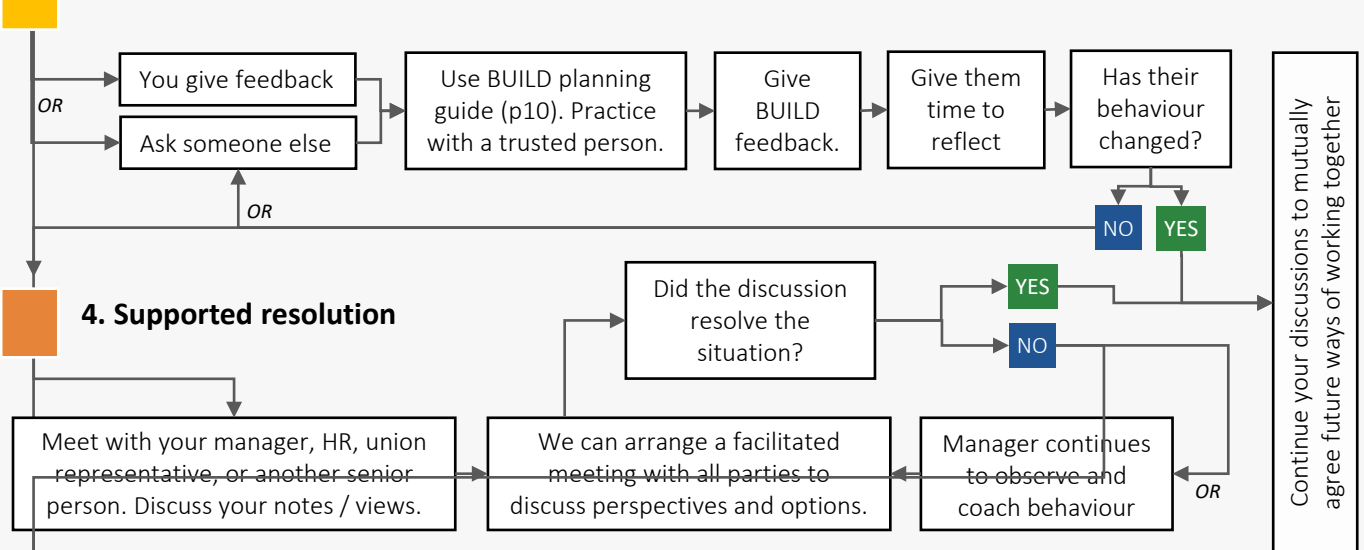 You give feedback
OR
Ask someone else
Use BUILD planning
guide (p10). Practice
with a trusted person.
Give
BUILD
feedback.
Give them
time to
reflect
Has their
behaviour
changed?
NO
YES
OR
Continue your discussions to mutually
agree future ways of working together
4. Supported resolution
Did the discussion
resolve the
situation?
YES
NO
Meet with your manager, HR, union
representative, or another senior
person. Discuss your notes / views.
We can arrange a facilitated
meeting with all parties to
discuss perspectives and options.
Manager continues
to observe and
coach behaviour
OR